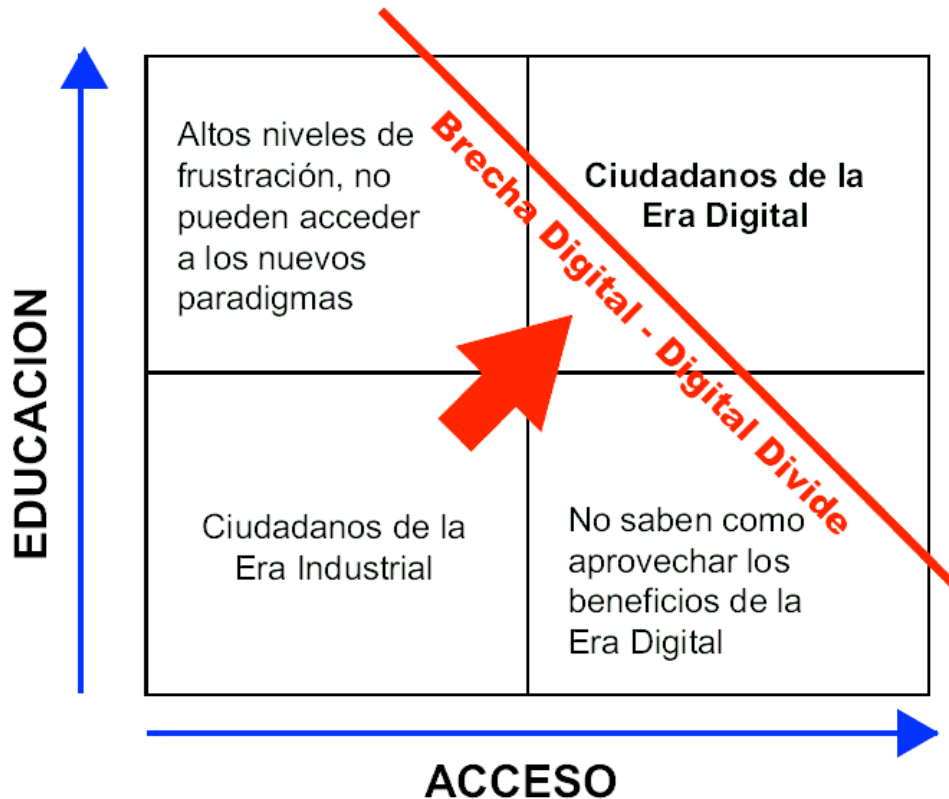 Altos niveles de
frustración, no
pueden acceder
a los nuevos
paradigmas
Brecha Digital - Digital Divide
Ciudadanos de la
Era Digital
EDUCACION
Ciudadanos de la
Era Industrial
No saben como
aprovechar los
beneficios de la
Era Digital
ACCESO